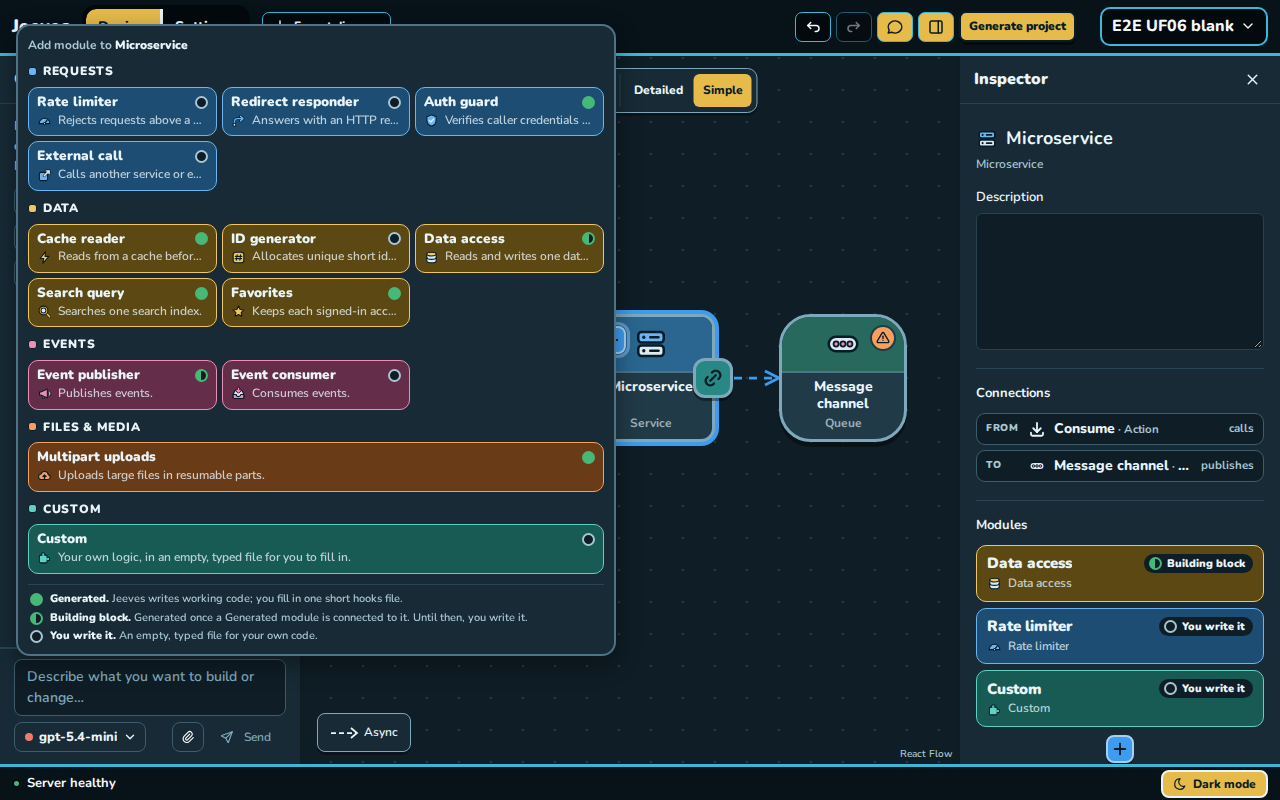 Generate project
E2E UF06 blank
Add module to Microservice
REQUESTS
Rate limiter
Rejects requests above a ...
Redirect responder
Answers with an HTTP re...
Auth guard
Verifies caller credentials ...
External call
Calls another service or e...
DATA
Cache reader
Reads from a cache befor...
ID generator
Allocates unique short id...
Data access
Reads and writes one dat...
Search query
Searches one search index.
Favorites
Keeps each signed-in acc...
EVENTS
Event publisher
Publishes events.
Event consumer
Consumes events.
FILES & MEDIA
Multipart uploads
Uploads large files in resumable parts.
CUSTOM
Custom
Your own logic, in an empty, typed file for you to fill in.
Generated. Jeeves writes working code; you fill in one short hooks file.
Building block. Generated once a Generated module is connected to it. Until then, you write it.
You write it. An empty, typed file for your own code.
Describe what you want to build or
change...
gpt-5.4-mini
Send
Detailed
Simple
Microservice
Service
Message
channel
Queue
Async
React Flow
Inspector
Microservice
Microservice
Description
Connections
FROM Consume · Action calls
TO Message channel · ... publishes
Modules
Data access
Building block
Data access
Rate limiter
You write it
Rate limiter
Custom
You write it
Custom
Server healthy
Dark mode